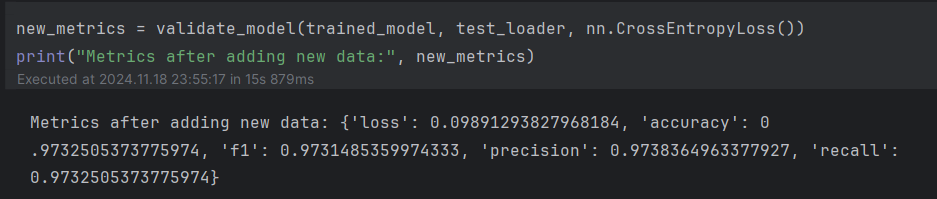 new_metrics = validate_model(trained_model, test_loader, nn.CrossEntropyLoss())
print("Metrics after adding new data:", new_metrics)
Executed at 2024.11.18 23:55:17 in 15s 879ms
Metrics after adding new data: {'loss': 0.09891293827968184, 'accuracy': 0
.9732505373775974, 'f1': 0.9731485359974333, 'precision': 0.9738364963377927, 'recall':
0.9732505373775974}